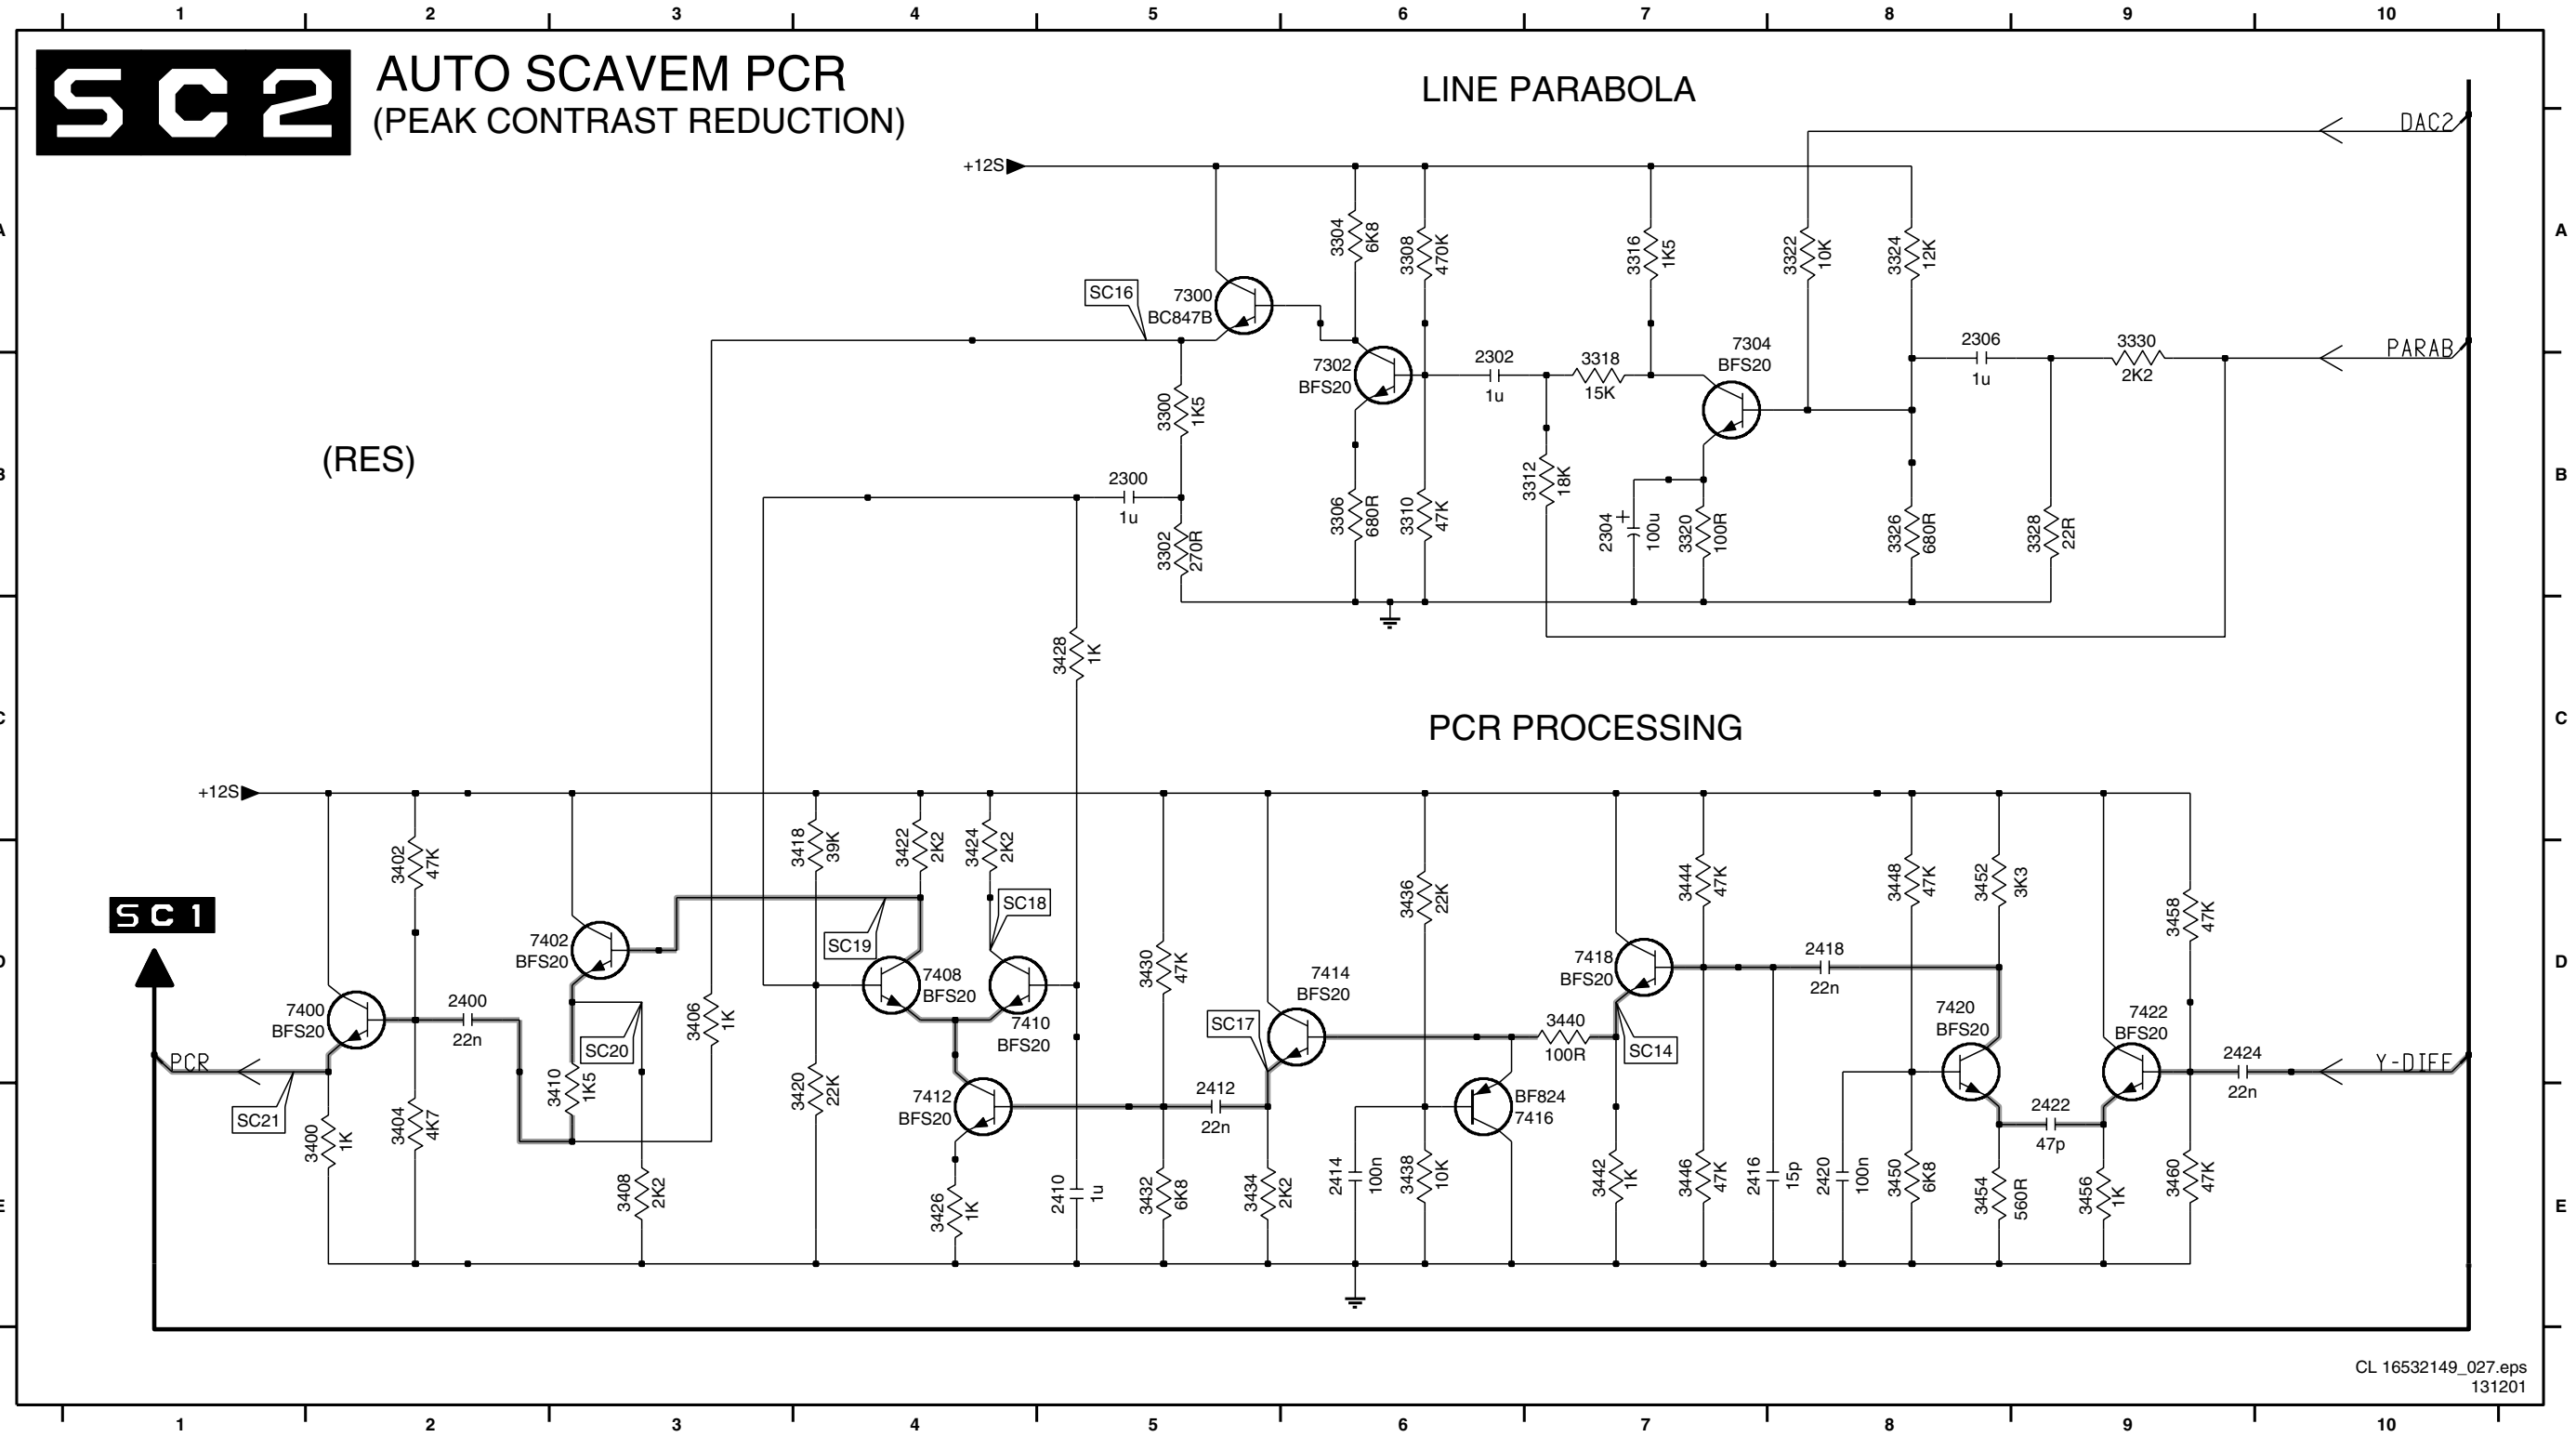 1 2 3 4 5 6 7 8 9 10
SC2
AUTO SCAVEM PCR
(PEAK CONTRAST REDUCTION)
LINE PARABOLA
DAC2
+12S
A
A
3304 6K8
3308 470K
3316 1K5
3322 10K
3324 12K
SC16
7300
BC847B
7302
BFS20
2302
1u
3318
15K
7304
BFS20
2306
1u
3330
2K2
PARAB
3300 1K5
(RES)
B
B
2300
1u
3302 270R
3306 680R
3310 47K
3312 18K
2304 + 100u
3320 100R
3326 680R
3328 22R
3428 1K
C
C
PCR PROCESSING
+12S
3402 47K
3418 39K
3422 2K2
3424 2K2
3436 22K
3444 47K
3448 47K
3452 3K3
3458 47K
SC1
SC18
SC19
D
D
7402
BFS20
7408
BFS20
7410
BFS20
3430 47K
7414
BFS20
7418
BFS20
2418
22n
7400
BFS20
2400
22n
3406 1K
SC17
3440
100R
SC14
7420
BFS20
7422
BFS20
PCR
SC20
2424
22n
Y-DIFF
SC21
3410 1K5
3420 22K
7412
BFS20
2412
22n
BF824
7416
2422
47p
3400 1K
3404 4K7
3408 2K2
3426 1K
2410 1u
3432 6K8
3434 2K2
2414 100n
3438 10K
3442 1K
3446 47K
2416 15p
2420 100n
3450 6K8
3454 560R
3456 1K
3460 47K
E
E
CL 16532149_027.eps
131201
1 2 3 4 5 6 7 8 9 10